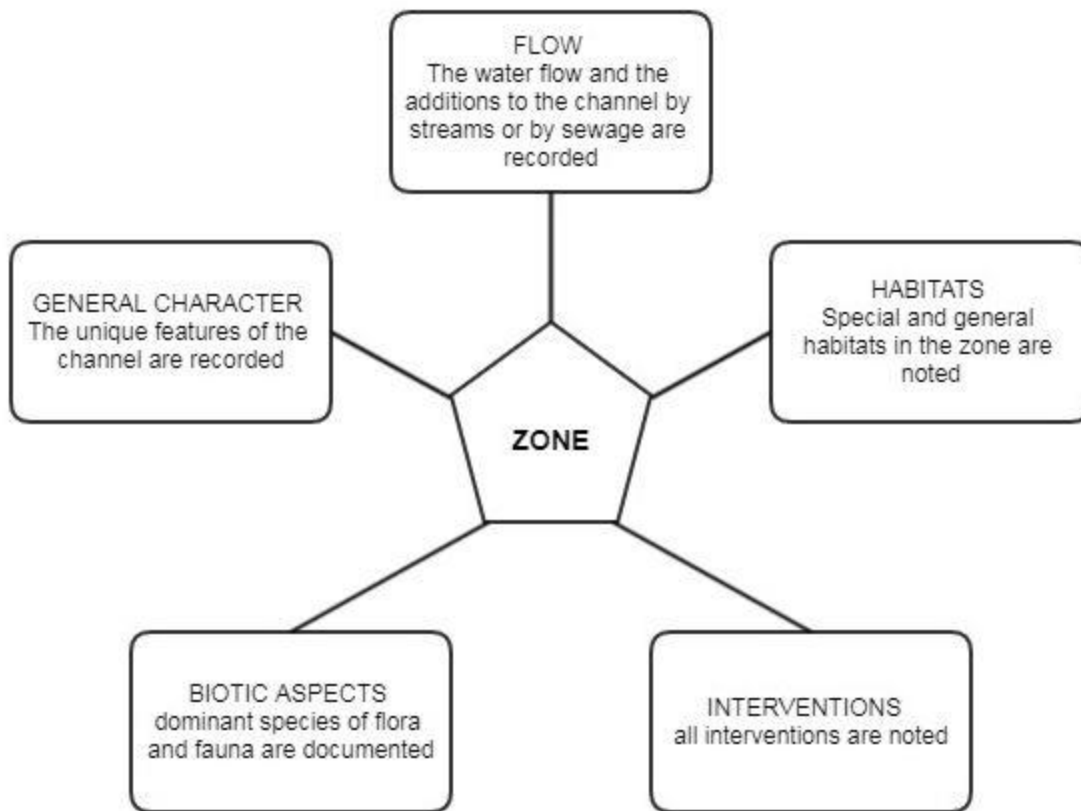 FLOW
The water flow and the
additions to the channel by
streams or by sewage are
recorded
GENERAL CHARACTER
The unique features of the
channel are recorded
HABITATS
Special and general
habitats in the zone are
noted
ZONE
BIOTIC ASPECTS
dominant species of flora
and fauna are documented
INTERVENTIONS
all interventions are noted